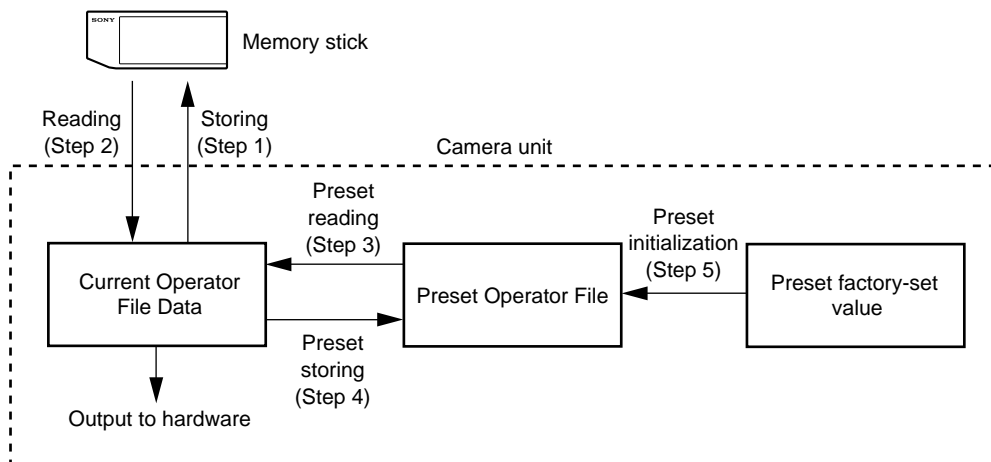 SONY
Memory stick
Reading
(Step 2)
Storing
(Step 1)
Camera unit
Preset
reading
(Step 3)
Preset
initialization
(Step 5)
Current Operator
File Data
Preset Operator File
Preset factory-set
value
Preset
storing
(Step 4)
Output to hardware